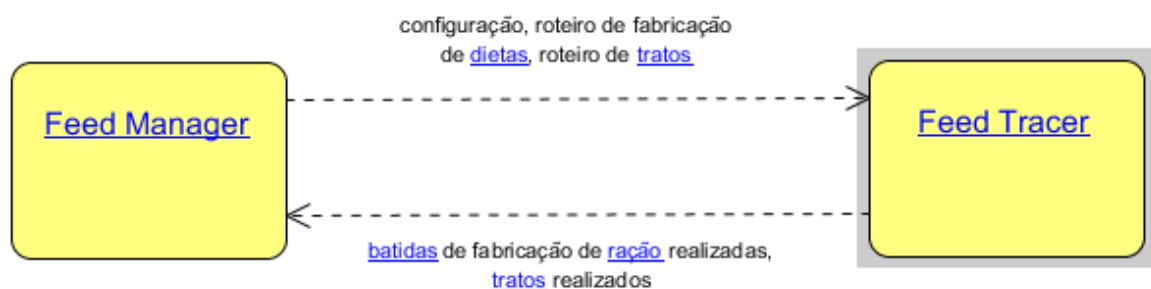 configuração, roteiro de fabricação
de dietas, roteiro de tratos
Feed Manager
Feed Tracer
batidas de fabricação de ração realizadas,
tratos realizados